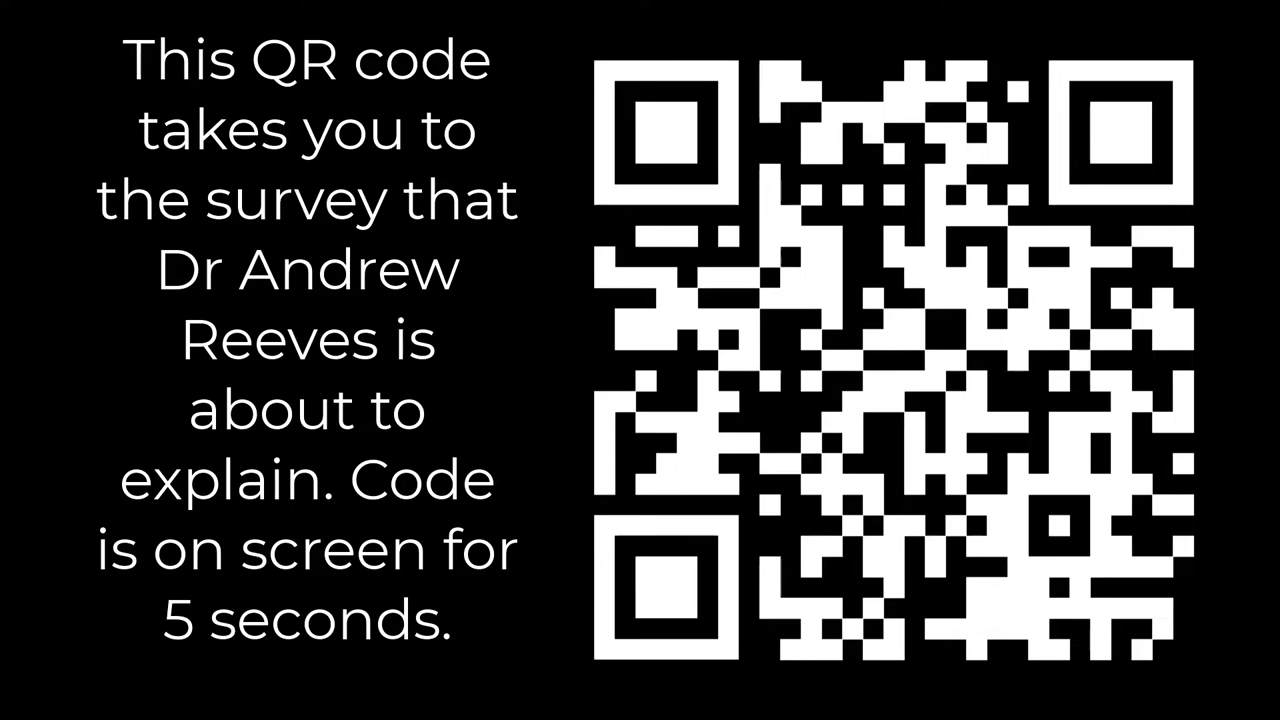 This QR code
takes you to
the survey that
Dr Andrew
Reeves is
about to
explain. Code
is on screen for
5 seconds.